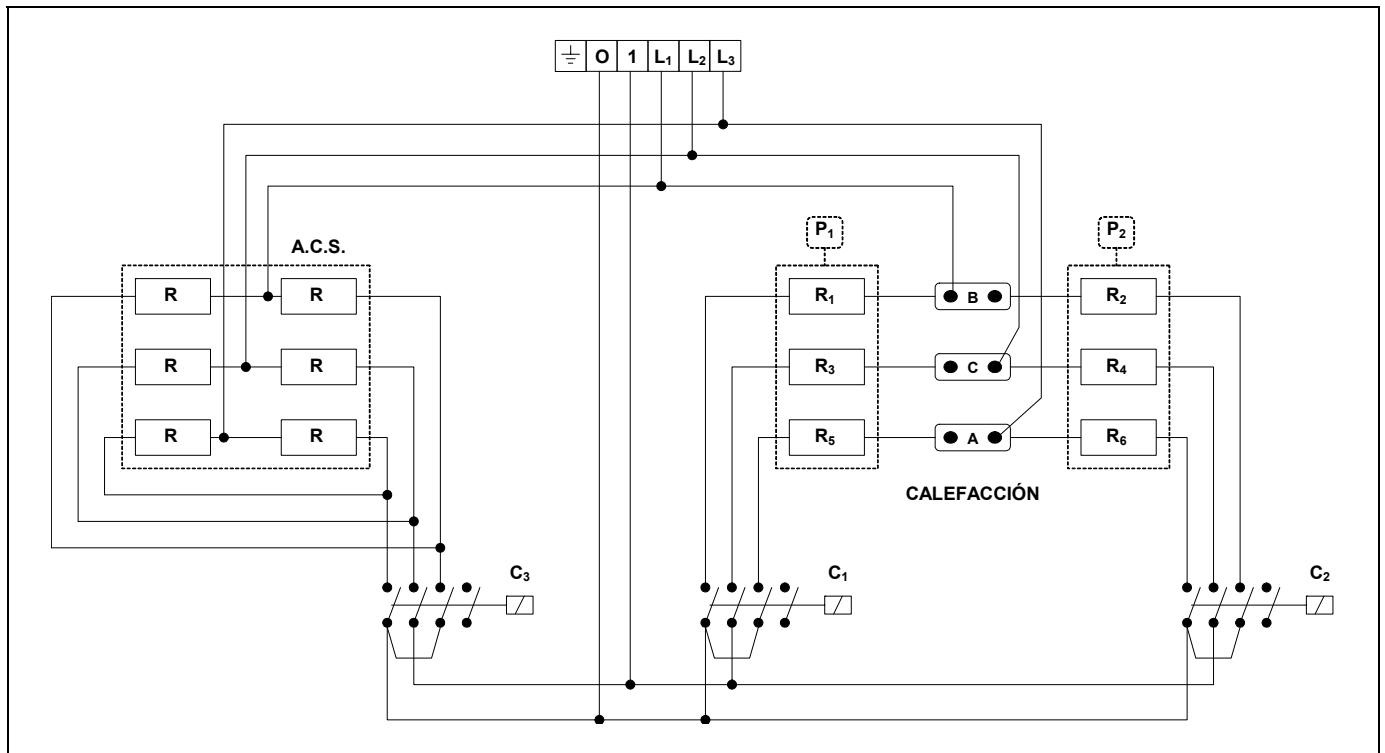 O 1 L₁ L₂ L₃
P₁ P₂
A.C.S.
R R R₁ B R₂
R R R₃ C R₄
R R R₅ A R₆
CALEFACCIÓN
C₃ C₁ C₂